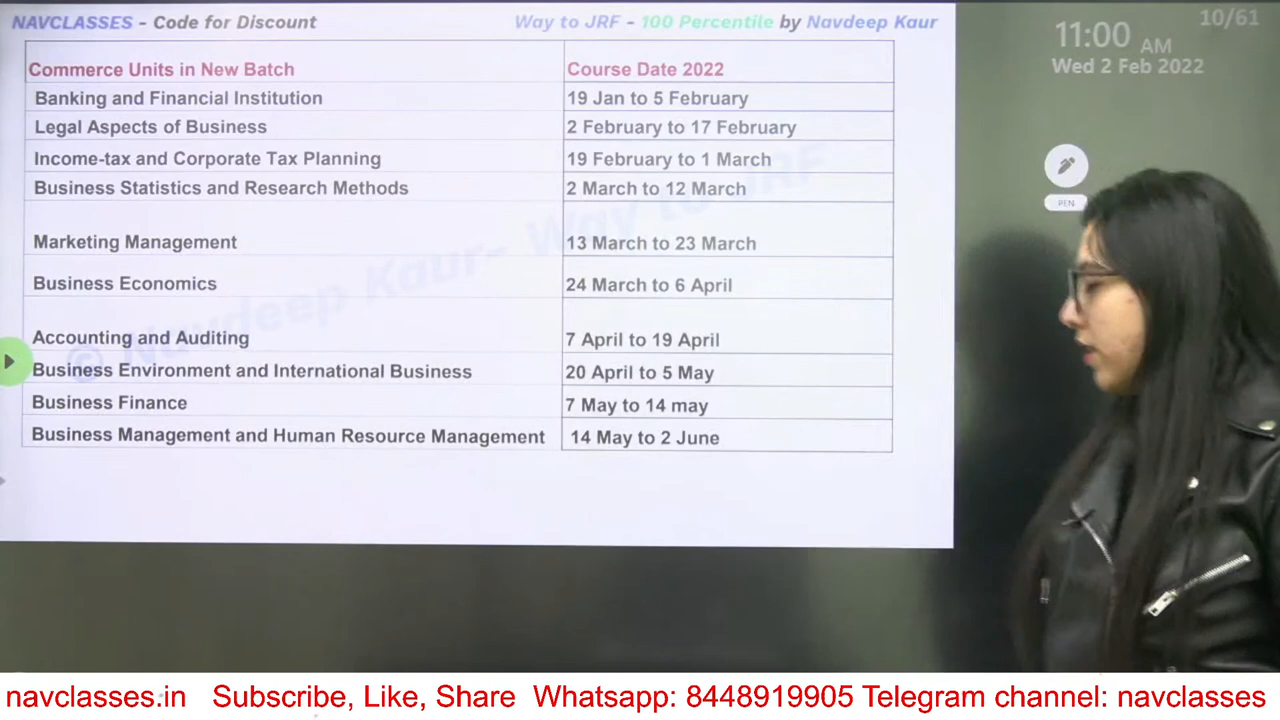 NAVCLASSES - Code for Discount Way to JRF - 100 Percentile by Navdeep Kaur
10/61
11:00 AM
Wed 2 Feb 2022
PEN
Commerce Units in New Batch Course Date 2022
Banking and Financial Institution 19 Jan to 5 February
Legal Aspects of Business 2 February to 17 February
Income-tax and Corporate Tax Planning 19 February to 1 March
Business Statistics and Research Methods 2 March to 12 March
Marketing Management 13 March to 23 March
Business Economics 24 March to 6 April
Accounting and Auditing 7 April to 19 April
Business Environment and International Business 20 April to 5 May
Business Finance 7 May to 14 may
Business Management and Human Resource Management 14 May to 2 June
© Navdeep Kaur- Way to JRF
navclasses.in Subscribe, Like, Share Whatsapp: 8448919905 Telegram channel: navclasses